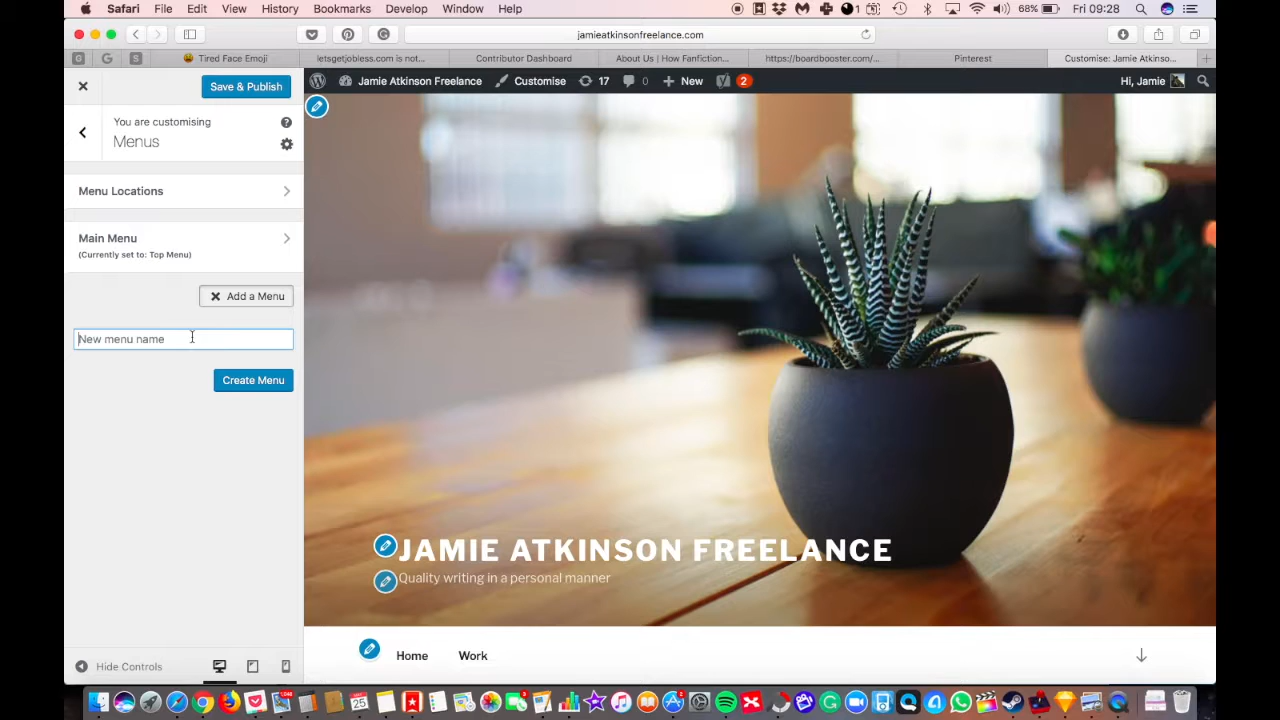 Safari File Edit View History Bookmarks Develop Window Help 1 68% Fri 09:28
jamieatkinsonfreelance.com
G G S Tired Face Emoji letsgetjobless.com is not... Contributor Dashboard About Us | How Fanfiction... https://boardbooster.com/... Pinterest Customise: Jamie Atkinso...
Save & Publish Jamie Atkinson Freelance Customise 17 0 New 2 Hi, Jamie
You are customising
Menus
Menu Locations
Main Menu
(Currently set to: Top Menu)
Add a Menu
New menu name
Create Menu
JAMIE ATKINSON FREELANCE
Quality writing in a personal manner
Home Work
Hide Controls